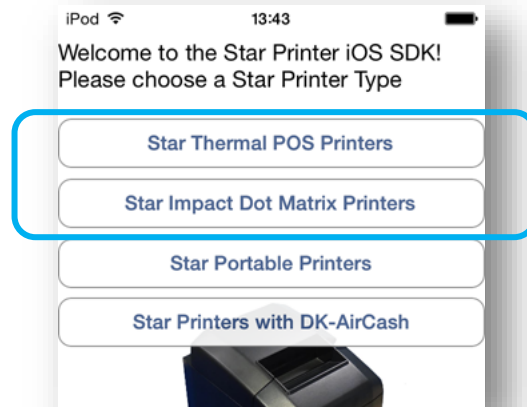 iPod 13:43
Welcome to the Star Printer iOS SDK!
Please choose a Star Printer Type
Star Thermal POS Printers
Star Impact Dot Matrix Printers
Star Portable Printers
Star Printers with DK-AirCash